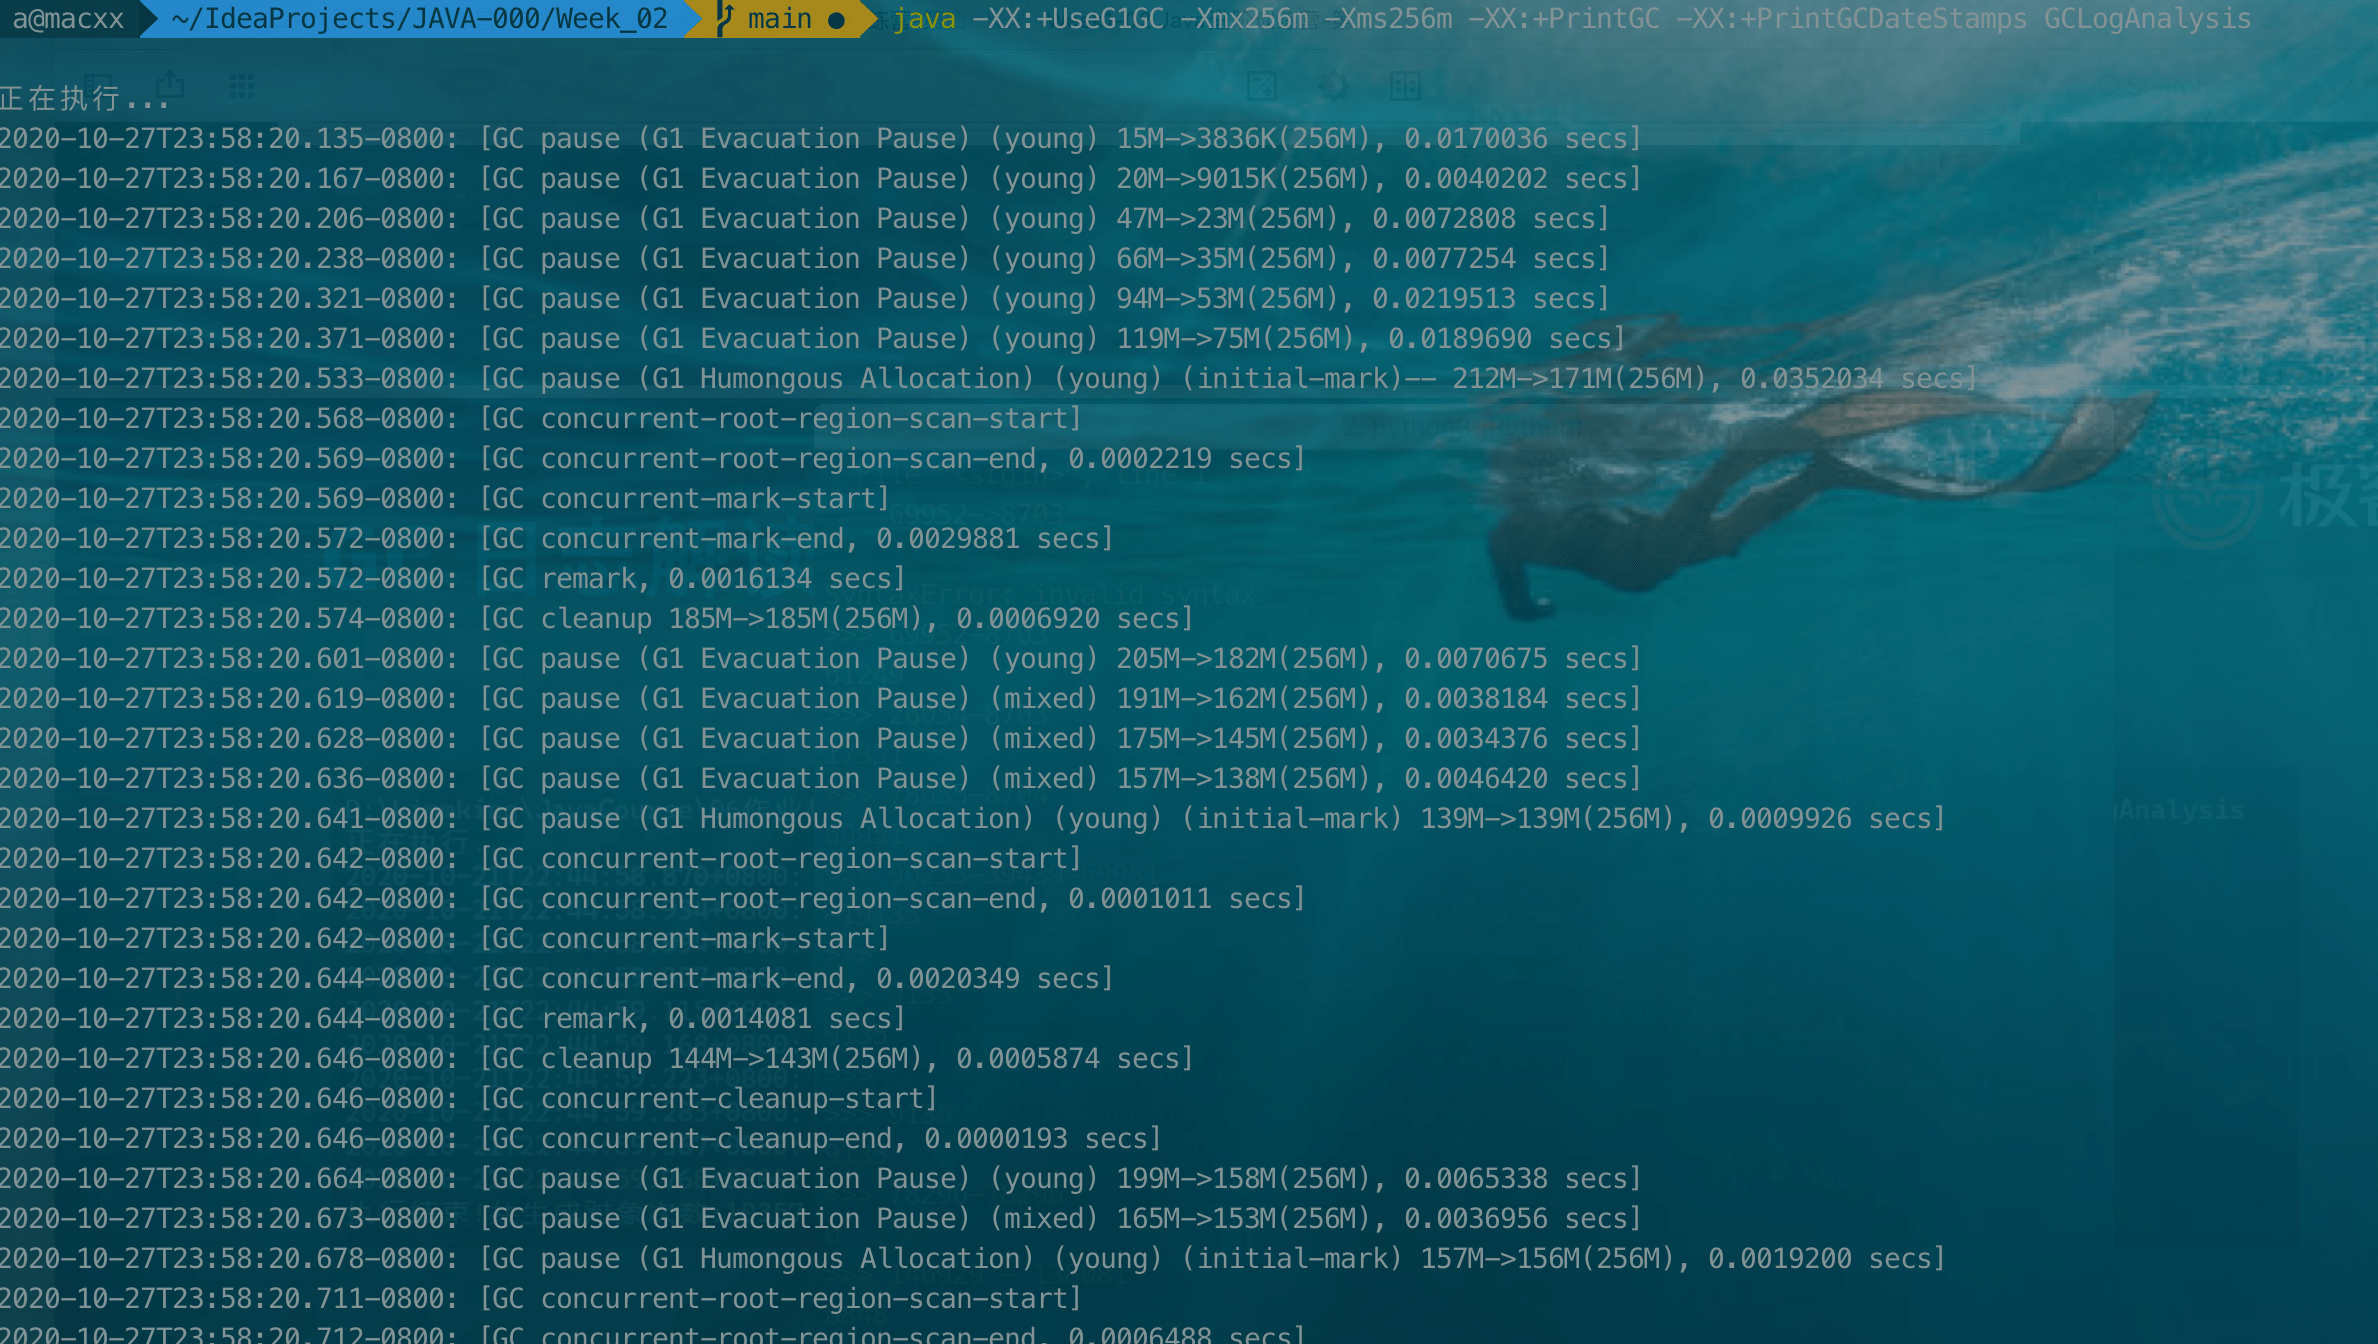 a@macxx ~/IdeaProjects/JAVA-000/Week_02 main ● java -XX:+UseG1GC -Xmx256m -Xms256m -XX:+PrintGC -XX:+PrintGCDateStamps GCLogAnalysis
正在执行...
2020-10-27T23:58:20.135-0800: [GC pause (G1 Evacuation Pause) (young) 15M->3836K(256M), 0.0170036 secs]
2020-10-27T23:58:20.167-0800: [GC pause (G1 Evacuation Pause) (young) 20M->9015K(256M), 0.0040202 secs]
2020-10-27T23:58:20.206-0800: [GC pause (G1 Evacuation Pause) (young) 47M->23M(256M), 0.0072808 secs]
2020-10-27T23:58:20.238-0800: [GC pause (G1 Evacuation Pause) (young) 66M->35M(256M), 0.0077254 secs]
2020-10-27T23:58:20.321-0800: [GC pause (G1 Evacuation Pause) (young) 94M->53M(256M), 0.0219513 secs]
2020-10-27T23:58:20.371-0800: [GC pause (G1 Evacuation Pause) (young) 119M->75M(256M), 0.0189690 secs]
2020-10-27T23:58:20.533-0800: [GC pause (G1 Humongous Allocation) (young) (initial-mark)-- 212M->171M(256M), 0.0352034 secs]
2020-10-27T23:58:20.568-0800: [GC concurrent-root-region-scan-start]
2020-10-27T23:58:20.569-0800: [GC concurrent-root-region-scan-end, 0.0002219 secs]
2020-10-27T23:58:20.569-0800: [GC concurrent-mark-start]
2020-10-27T23:58:20.572-0800: [GC concurrent-mark-end, 0.0029881 secs]
2020-10-27T23:58:20.572-0800: [GC remark, 0.0016134 secs]
2020-10-27T23:58:20.574-0800: [GC cleanup 185M->185M(256M), 0.0006920 secs]
2020-10-27T23:58:20.601-0800: [GC pause (G1 Evacuation Pause) (young) 205M->182M(256M), 0.0070675 secs]
2020-10-27T23:58:20.619-0800: [GC pause (G1 Evacuation Pause) (mixed) 191M->162M(256M), 0.0038184 secs]
2020-10-27T23:58:20.628-0800: [GC pause (G1 Evacuation Pause) (mixed) 175M->145M(256M), 0.0034376 secs]
2020-10-27T23:58:20.636-0800: [GC pause (G1 Evacuation Pause) (mixed) 157M->138M(256M), 0.0046420 secs]
2020-10-27T23:58:20.641-0800: [GC pause (G1 Humongous Allocation) (young) (initial-mark) 139M->139M(256M), 0.0009926 secs]
2020-10-27T23:58:20.642-0800: [GC concurrent-root-region-scan-start]
2020-10-27T23:58:20.642-0800: [GC concurrent-root-region-scan-end, 0.0001011 secs]
2020-10-27T23:58:20.642-0800: [GC concurrent-mark-start]
2020-10-27T23:58:20.644-0800: [GC concurrent-mark-end, 0.0020349 secs]
2020-10-27T23:58:20.644-0800: [GC remark, 0.0014081 secs]
2020-10-27T23:58:20.646-0800: [GC cleanup 144M->143M(256M), 0.0005874 secs]
2020-10-27T23:58:20.646-0800: [GC concurrent-cleanup-start]
2020-10-27T23:58:20.646-0800: [GC concurrent-cleanup-end, 0.0000193 secs]
2020-10-27T23:58:20.664-0800: [GC pause (G1 Evacuation Pause) (young) 199M->158M(256M), 0.0065338 secs]
2020-10-27T23:58:20.673-0800: [GC pause (G1 Evacuation Pause) (mixed) 165M->153M(256M), 0.0036956 secs]
2020-10-27T23:58:20.678-0800: [GC pause (G1 Humongous Allocation) (young) (initial-mark) 157M->156M(256M), 0.0019200 secs]
2020-10-27T23:58:20.711-0800: [GC concurrent-root-region-scan-start]
2020-10-27T23:58:20.712-0800: [GC concurrent-root-region-scan-end, 0.0006488 secs]